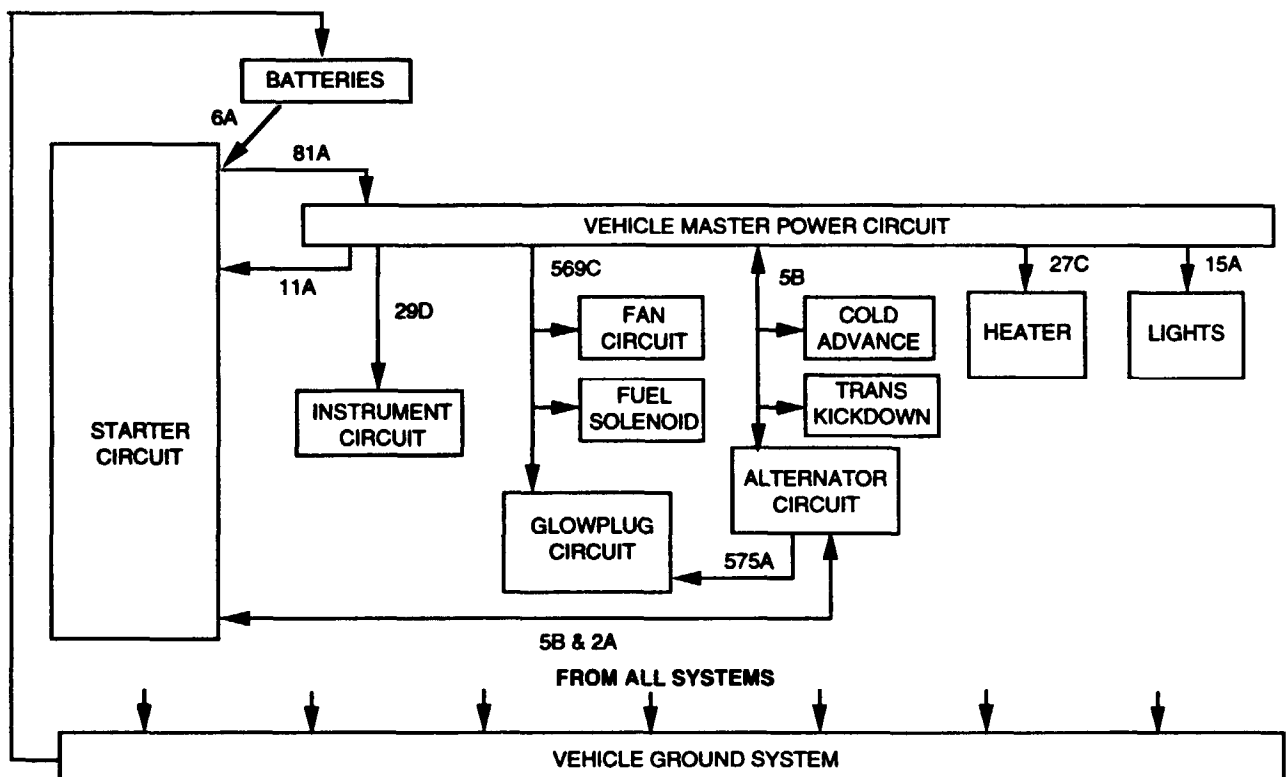 BATTERIES
6A
81A
VEHICLE MASTER POWER CIRCUIT
11A
29D
569C
5B
27C
15A
FAN
CIRCUIT
COLD
ADVANCE
HEATER
LIGHTS
FUEL
SOLENOID
TRANS
KICKDOWN
INSTRUMENT
CIRCUIT
STARTER
CIRCUIT
ALTERNATOR
CIRCUIT
GLOWPLUG
CIRCUIT
575A
5B & 2A
FROM ALL SYSTEMS
VEHICLE GROUND SYSTEM